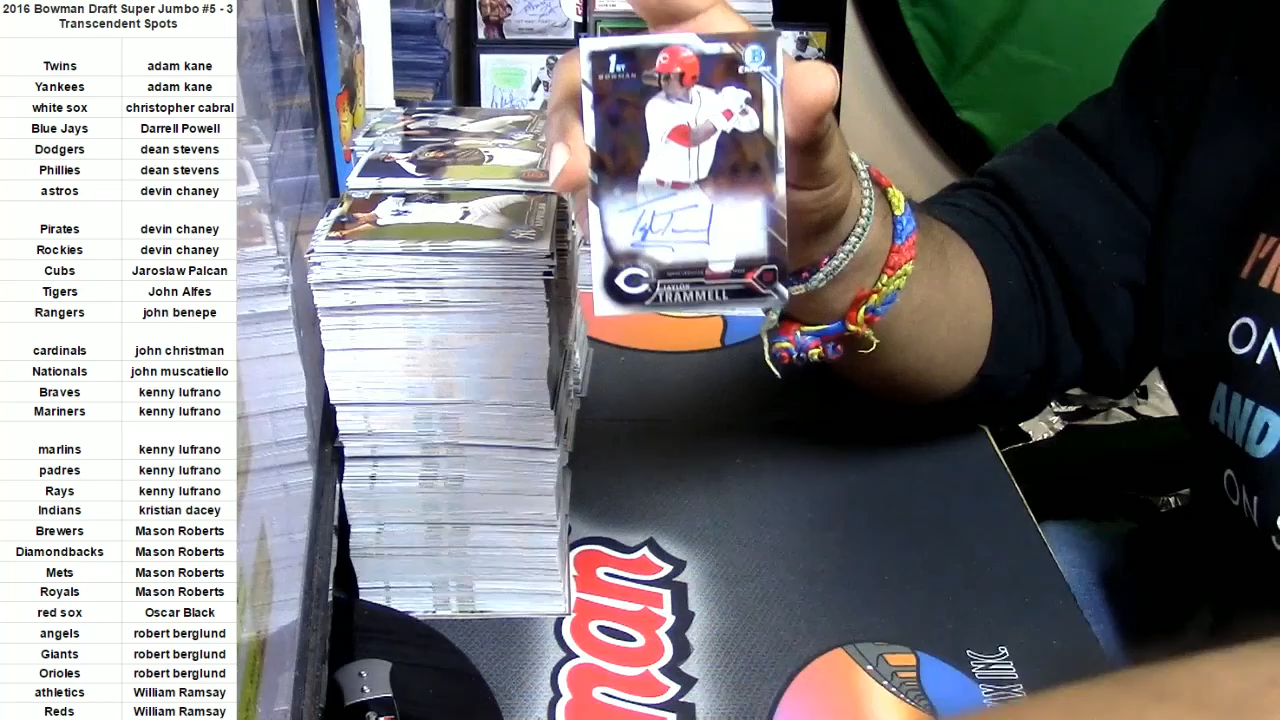 2016 Bowman Draft Super Jumbo #5 - 3
Transcendent Spots
Twins adam kane
Yankees adam kane
white sox christopher cabral
Blue Jays Darrell Powell
Dodgers dean stevens
Phillies dean stevens
astros devin chaney
Pirates devin chaney
Rockies devin chaney
Cubs Jaroslaw Palcan
Tigers John Alfes
Rangers john benepe
cardinals john christman
Nationals john muscatiello
Braves kenny lufrano
Mariners kenny lufrano
marlins kenny lufrano
padres kenny lufrano
Rays kenny lufrano
Indians kristian dacey
Brewers Mason Roberts
Diamondbacks Mason Roberts
Mets Mason Roberts
Royals Mason Roberts
red sox Oscar Black
angels robert berglund
Giants robert berglund
Orioles robert berglund
athletics William Ramsay
Reds William Ramsay
1ST
BOWMAN
B
CHROME
C
TAYLOR
TRAMMELL
ON
AND
ON
INC